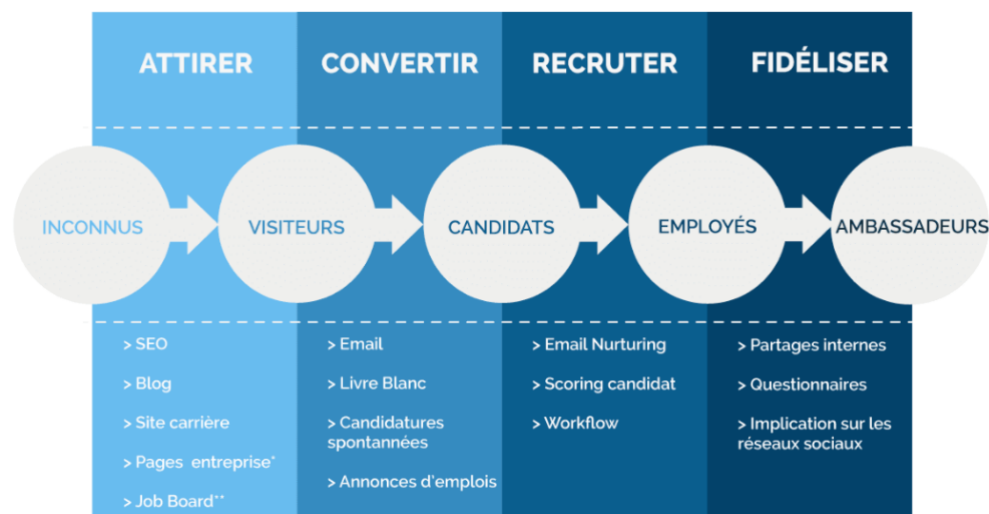 ATTIRER
CONVERTIR
RECRUTER
FIDÉLISER
INCONNUS
VISITEURS
CANDIDATS
EMPLOYÉS
AMBASSADEURS
> SEO
> Blog
> Site carrière
> Pages entreprise*
> Job Board**
> Email
> Livre Blanc
> Candidatures
spontannées
> Annonces d'emplois
> Email Nurturing
> Scoring candidat
> Workflow
> Partages internes
> Questionnaires
> Implication sur les
réseaux sociaux